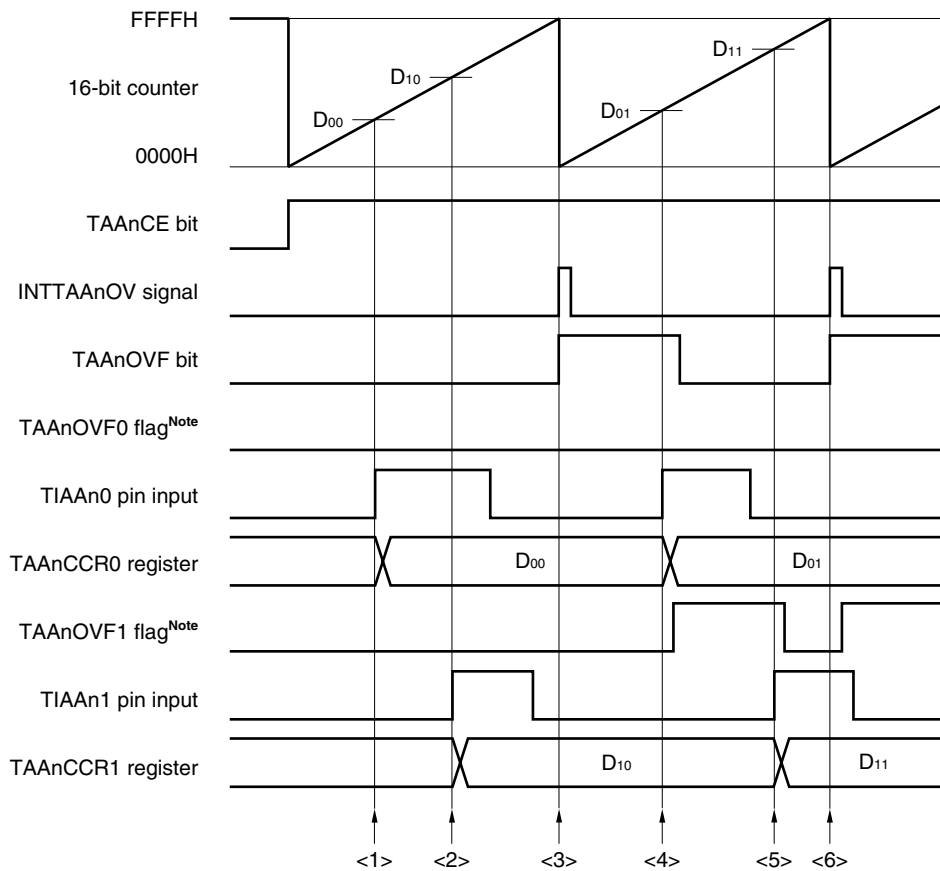 FFFFH
D11
D10
16-bit counter
D01
D00
0000H
TAAnCE bit
INTTAAnOV signal
TAAnOVF bit
TAAnOVF0 flagNote
TIAAn0 pin input
TAAnCCR0 register
D00
D01
TAAnOVF1 flagNote
TIAAn1 pin input
TAAnCCR1 register
D10
D11
<1> <2> <3> <4> <5> <6>